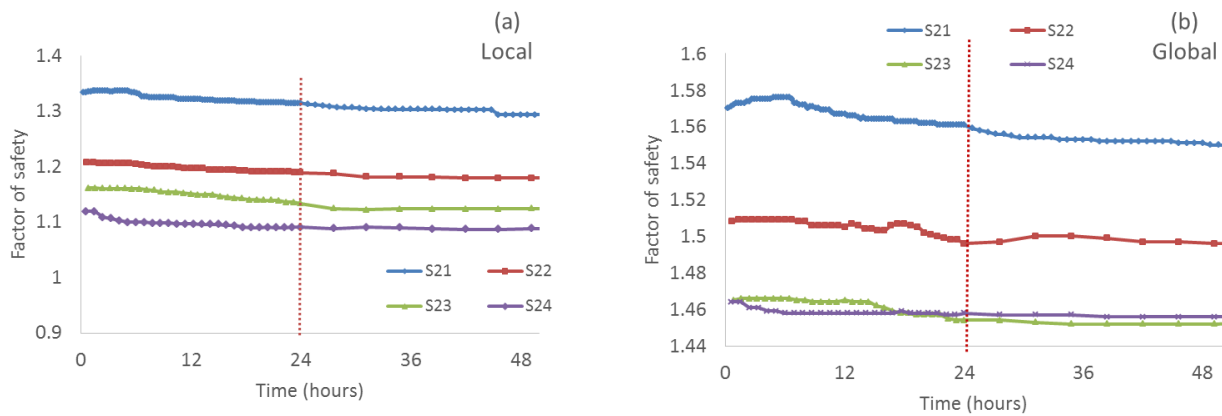 (a)
Local
1.4
1.3
1.2
1.1
1
0.9
Factor of safety
0
12
24
36
48
Time (hours)
S21
S22
S23
S24
(b)
Global
S21
S22
S23
S24
1.6
1.58
1.56
1.54
1.52
1.5
1.48
1.46
1.44
Factor of safety
0
12
24
36
48
Time (hours)